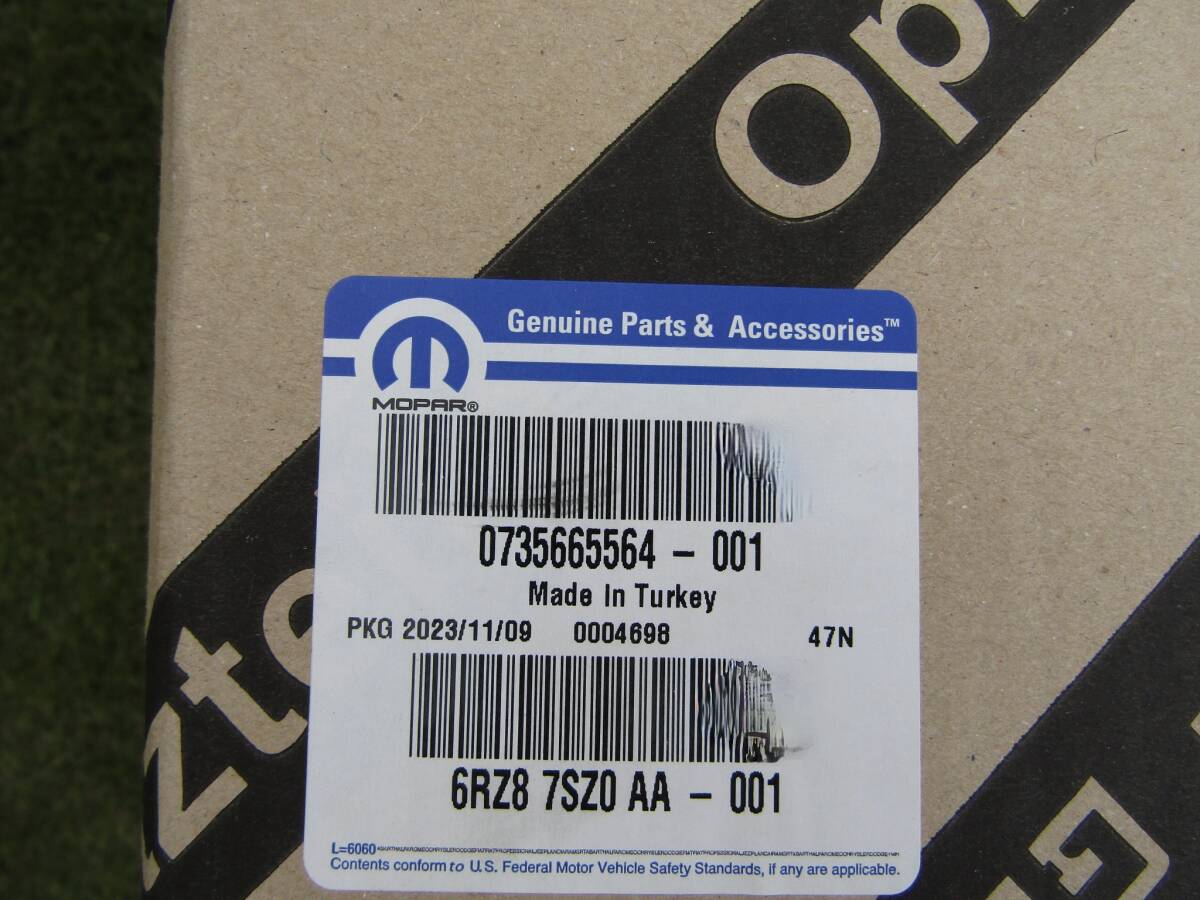 Op
Genuine Parts & Accessories™
MOPAR®
0735665564 – 001
Made In Turkey
PKG 2023/11/09 0004698 47N
zte
6RZ8 7SZ0 AA – 001
L=6060
Contents conform to U.S. Federal Motor Vehicle Safety Standards, if any are applicable.